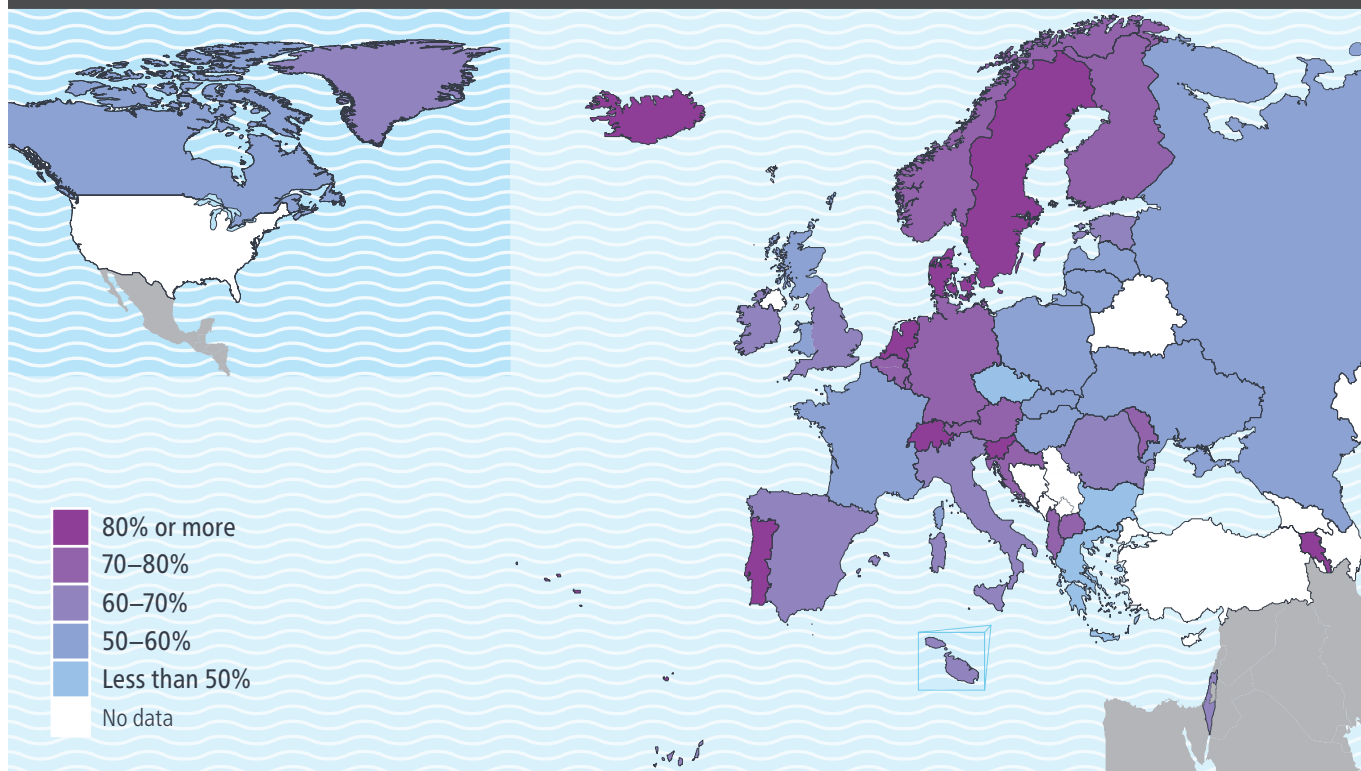 80% or more
70–80%
60–70%
50–60%
Less than 50%
No data